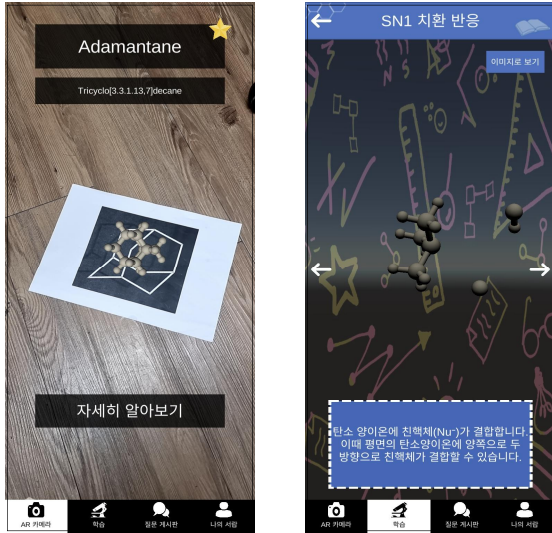 Adamantane
Tricyclo[3.3.1.13,7]decane
자세히 알아보기
AR 카메라
학습
질문 게시판
나의 서랍
SN1 치환 반응
이미지로 보기
탄소 양이온에 친핵체(Nu⁻)가 결합합니다.
이때 평면의 탄소양이온에 양쪽으로 두
방향으로 친핵체가 결합할 수 있습니다.
AR 카메라
학습
질문 게시판
나의 서랍